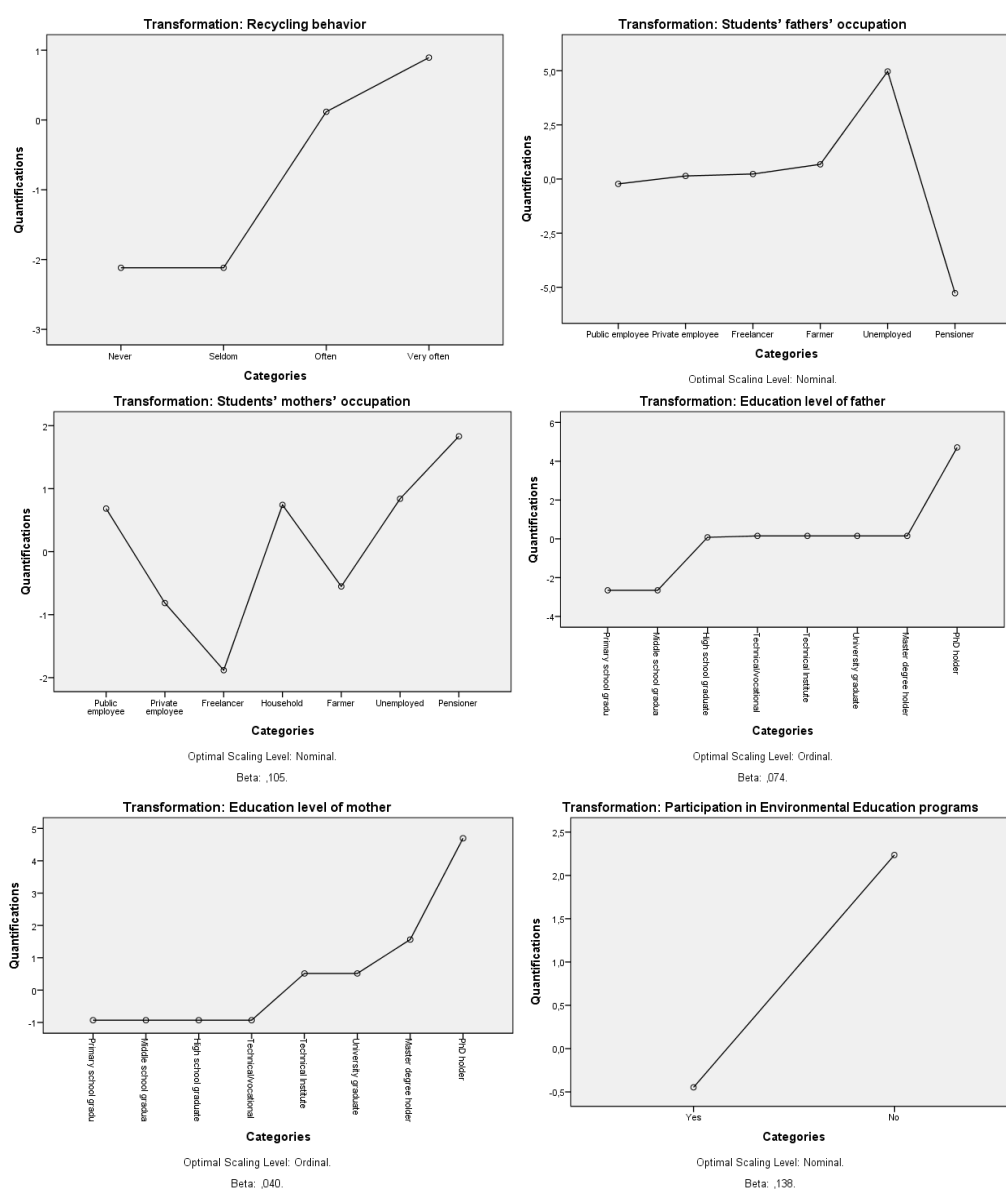 Transformation: Recycling behavior
Quantifications
1
0
-1
-2
-3
Never Seldom Often Very often
Categories
Transformation: Students' fathers' occupation
Quantifications
5,0
2,5
0,0
-2,5
-5,0
Public employee Private employee Freelancer Farmer Unemployed Pensioner
Categories
Optimal Scaling Level: Nominal.
Transformation: Students' mothers' occupation
Quantifications
2
1
0
-1
-2
Public employee Private employee Freelancer Household Farmer Unemployed Pensioner
Categories
Optimal Scaling Level: Nominal.
Beta: ,105.
Transformation: Education level of father
Quantifications
6
4
2
0
-2
-4
Primary school gradu
Middle school gradua
High school graduate
Technical/vocational
Technical Institute
University graduate
Master degree holder
PhD holder
Categories
Optimal Scaling Level: Ordinal.
Beta: ,074.
Transformation: Education level of mother
Quantifications
5
4
3
2
1
0
-1
Primary school gradu
Middle school gradua
High school graduate
Technical/vocational
Technical Institute
University graduate
Master degree holder
PhD holder
Categories
Optimal Scaling Level: Ordinal.
Beta: ,040.
Transformation: Participation in Environmental Education programs
Quantifications
2,5
2,0
1,5
1,0
0,5
0,0
-0,5
Yes No
Categories
Optimal Scaling Level: Nominal.
Beta: ,138.